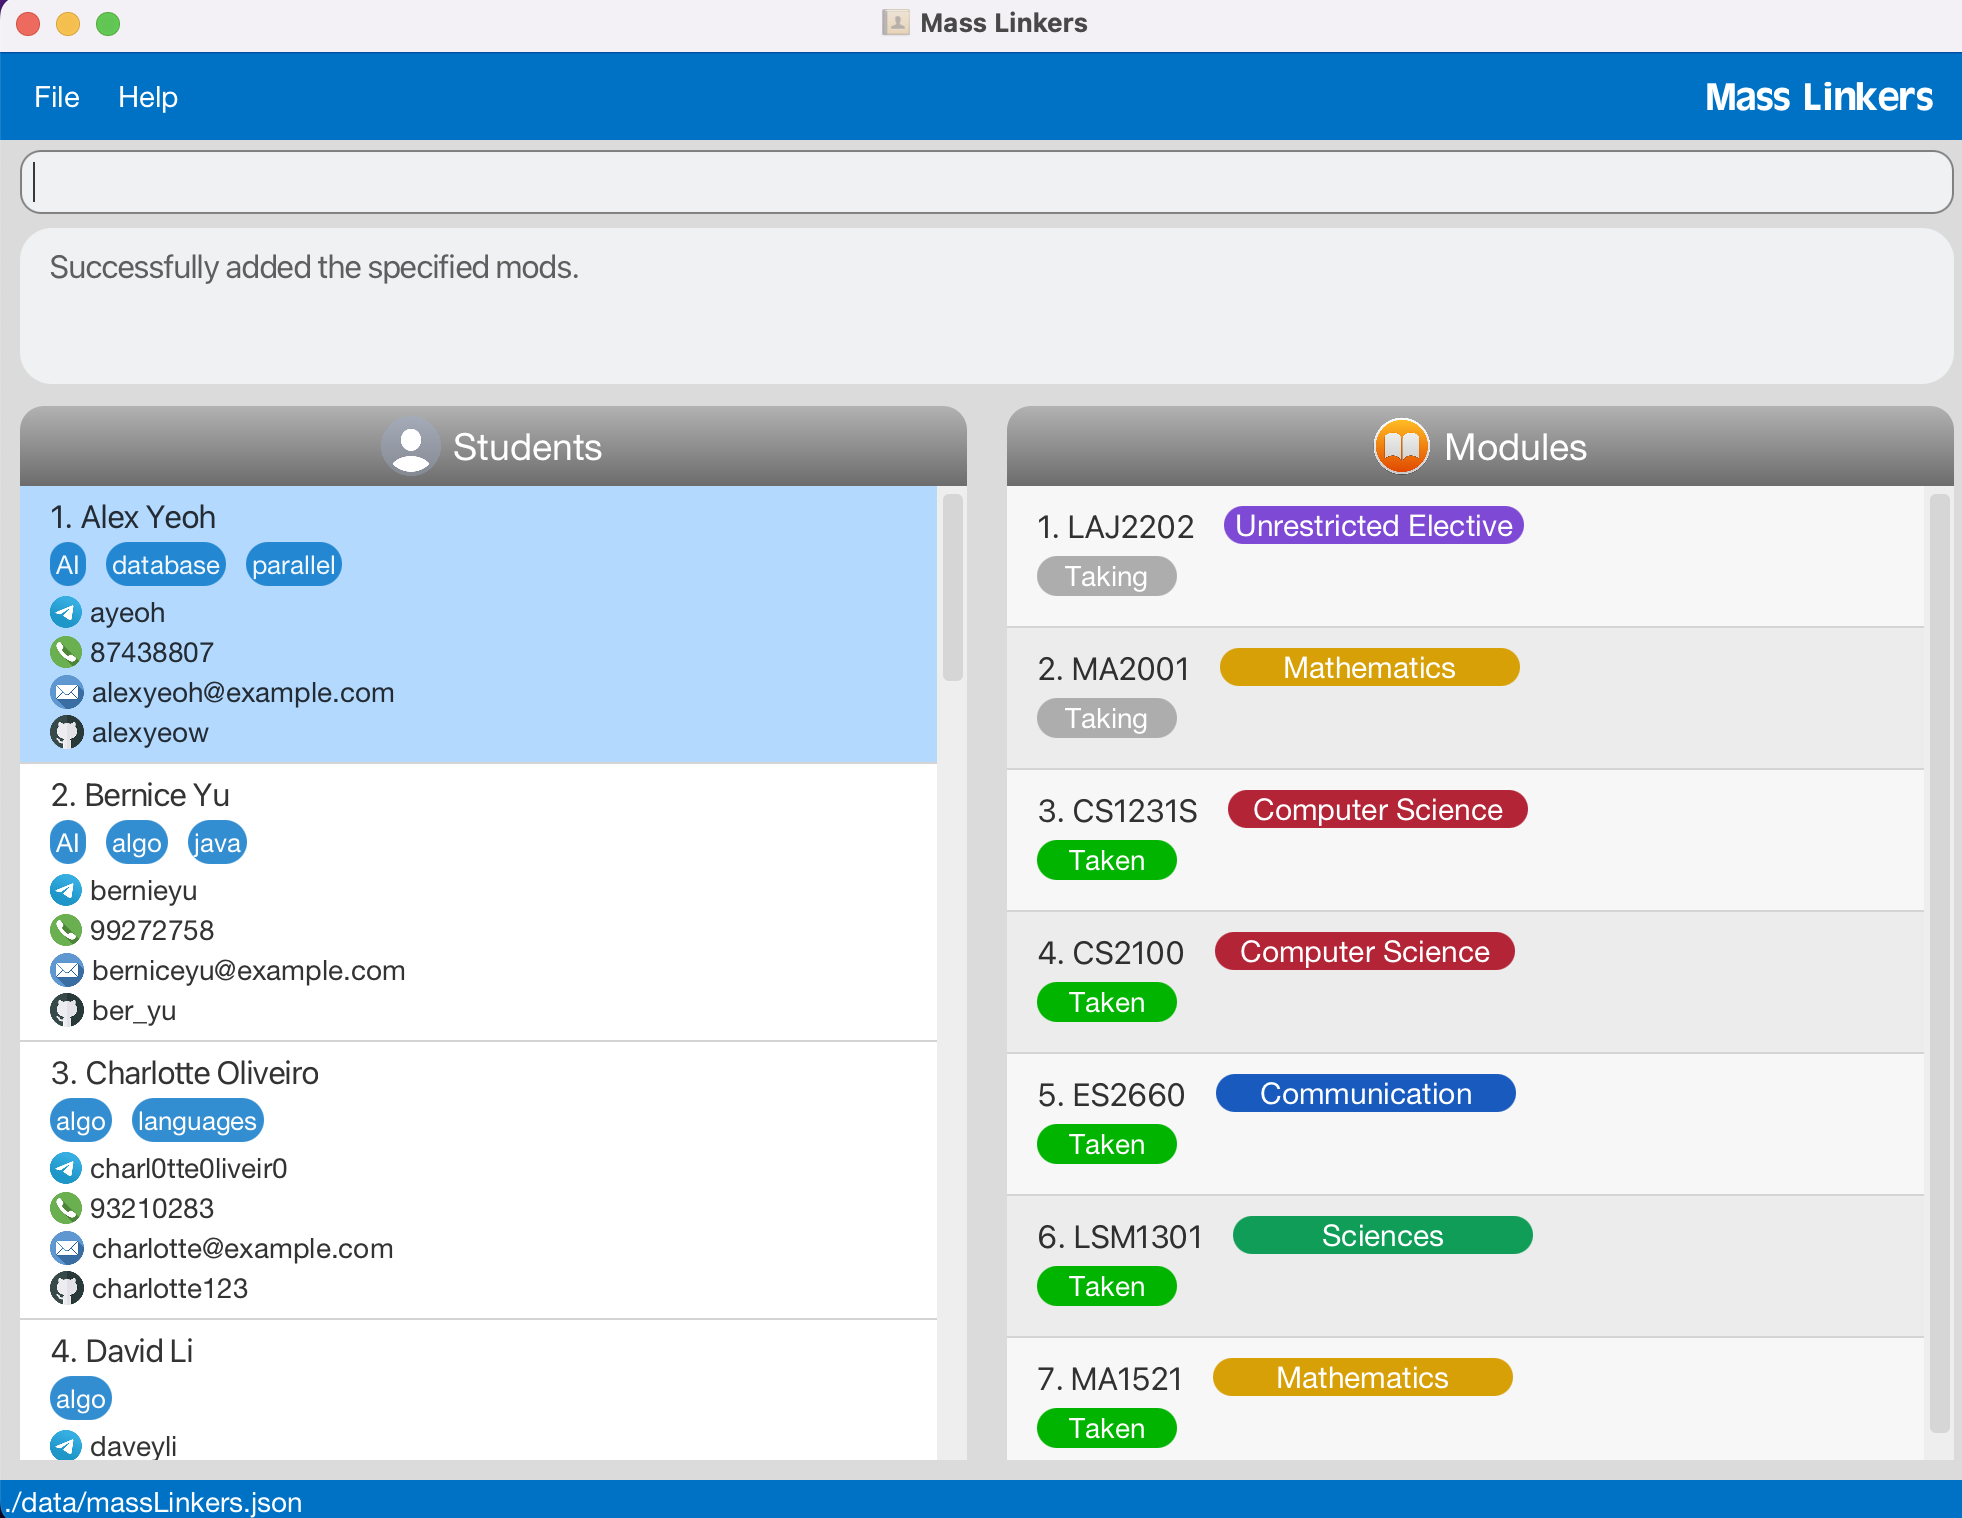 Mass Linkers
File Help Mass Linkers
Successfully added the specified mods.
Students
1. Alex Yeoh
AI database parallel
ayeoh
87438807
alexyeoh@example.com
alexyeow
2. Bernice Yu
AI algo java
bernieyu
99272758
berniceyu@example.com
ber_yu
3. Charlotte Oliveiro
algo languages
charl0tte0liveir0
93210283
charlotte@example.com
charlotte123
4. David Li
algo
daveyli
Modules
1. LAJ2202 Unrestricted Elective
Taking
2. MA2001 Mathematics
Taking
3. CS1231S Computer Science
Taken
4. CS2100 Computer Science
Taken
5. ES2660 Communication
Taken
6. LSM1301 Sciences
Taken
7. MA1521 Mathematics
Taken
./data/massLinkers.json